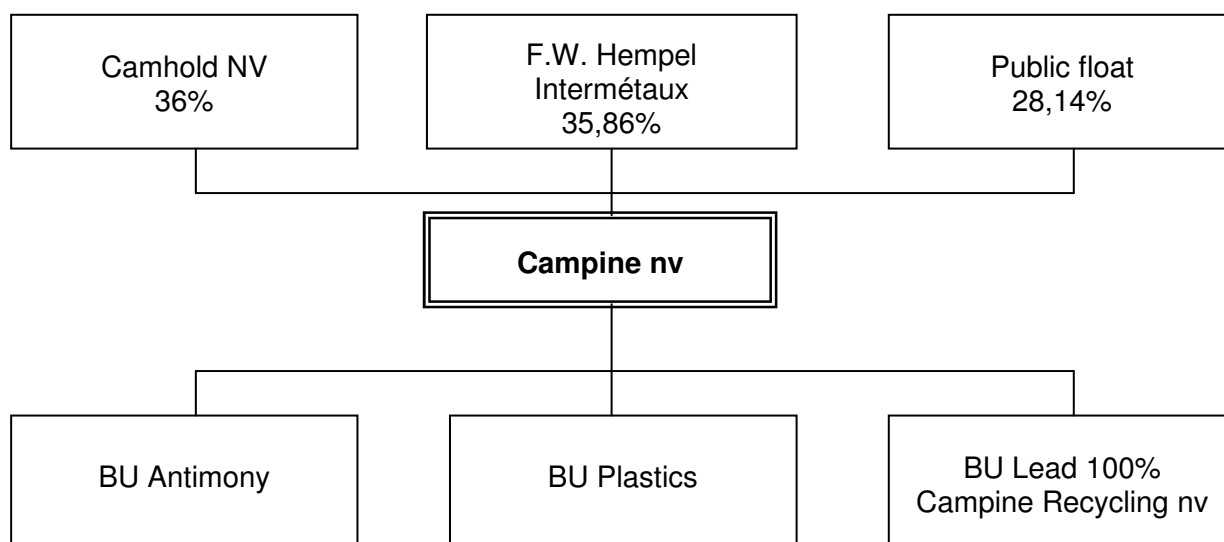 Camhold NV
36%
F.W. Hempel
Intermétaux
35,86%
Public float
28,14%
Campine nv
BU Antimony
BU Plastics
BU Lead 100%
Campine Recycling nv